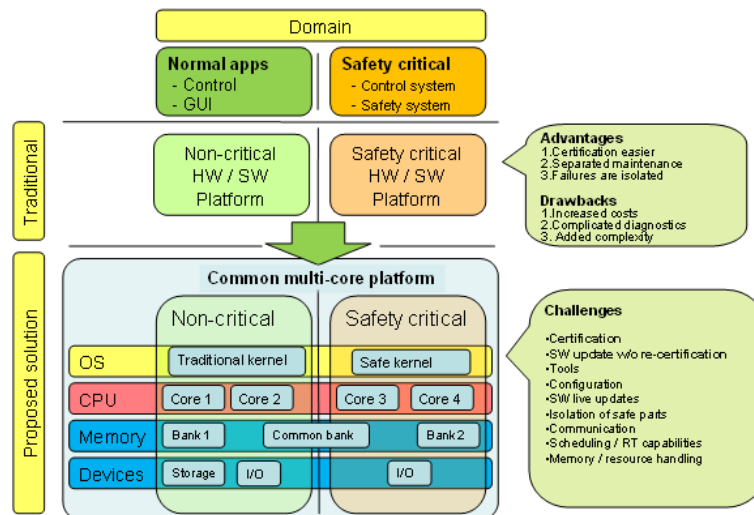 Domain
Normal apps
- Control
- GUI
Safety critical
- Control system
- Safety system
Traditional
Non-critical
HW / SW
Platform
Safety critical
HW / SW
Platform
Advantages
1.Certification easier
2.Separated maintenance
3.Failures are isolated
Drawbacks
1.Increased costs
2.Complicated diagnostics
3. Added complexity
Proposed solution
Common multi-core platform
Non-critical
Safety critical
OS
Traditional kernel
Safe kernel
CPU
Core 1
Core 2
Core 3
Core 4
Memory
Bank 1
Common bank
Bank2
Devices
Storage
I/O
I/O
Challenges
•Certification
•SW update w/o re-certification
•Tools
•Configuration
•SW live updates
•Isolation of safe parts
•Communication
•Scheduling / RT capabilities
•Memory / resource handling